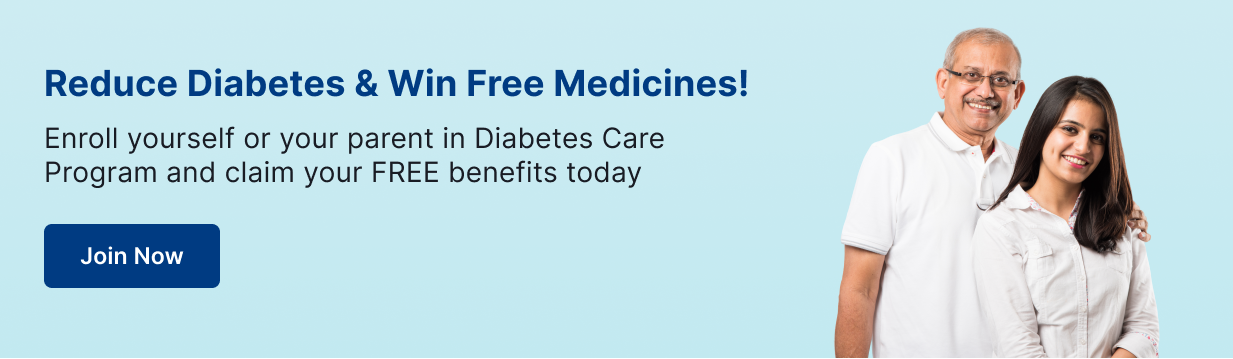 Reduce Diabetes & Win Free Medicines!
Enroll yourself or your parent in Diabetes Care
Program and claim your FREE benefits today
Join Now